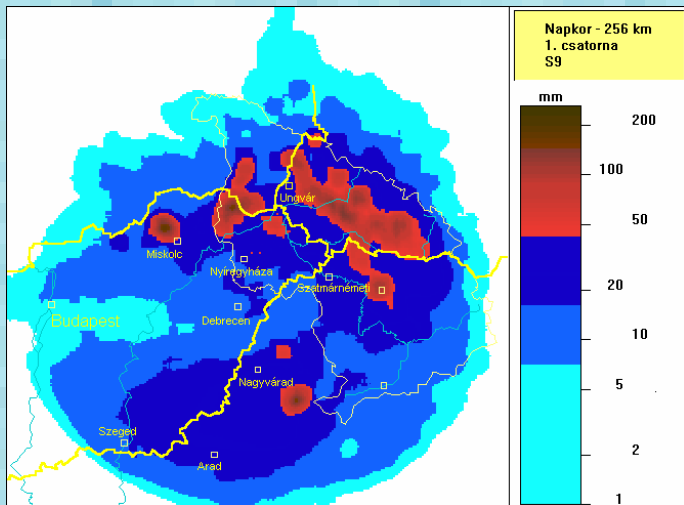 Napkor - 256 km
1. csatorna
S9
mm
200
100
50
20
10
5
2
1
Ungvár
Miskolc
Nyíregyháza
Szatmárnémeti
Budapest
Debrecen
Nagyvárad
Szeged
Arad